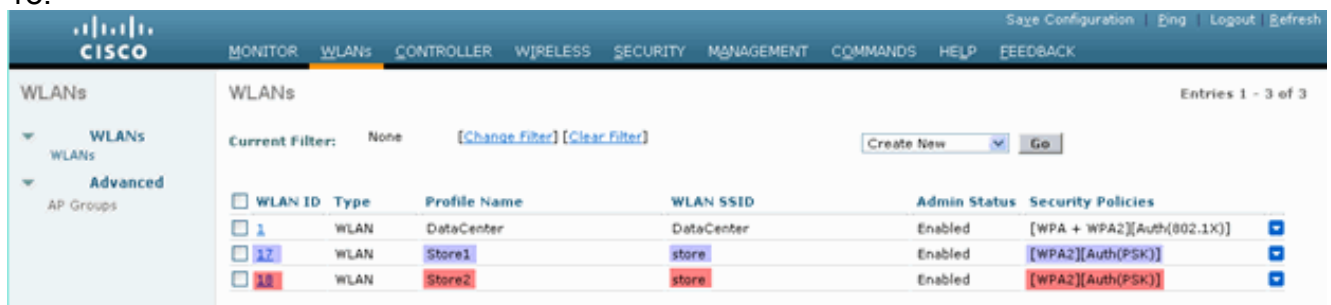 Save Configuration | Ping | Logout | Refresh
CISCO
MONITOR WLANs CONTROLLER WIRELESS SECURITY MANAGEMENT COMMANDS HELP FEEDBACK
WLANs
WLANs
WLANs
Advanced
AP Groups
WLANs
Entries 1 - 3 of 3
Current Filter: None [Change Filter] [Clear Filter]
Create New Go
WLAN ID Type Profile Name WLAN SSID Admin Status Security Policies
1 WLAN DataCenter DataCenter Enabled [WPA + WPA2][Auth(802.1X)]
17 WLAN Store1 store Enabled [WPA2][Auth(PSK)]
18 WLAN Store2 store Enabled [WPA2][Auth(PSK)]